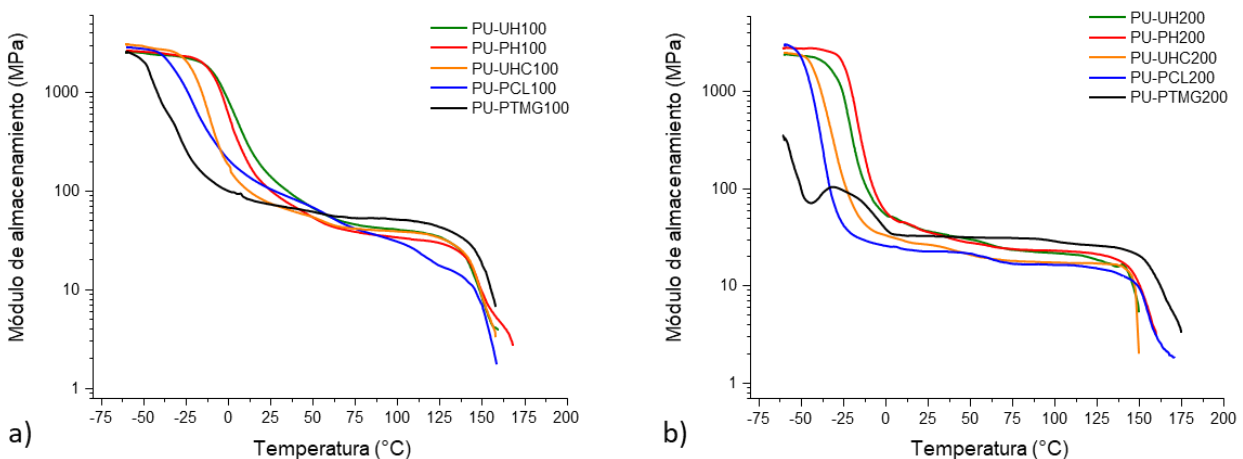 PU-UH100
PU-PH100
PU-UHC100
PU-PCL100
PU-PTMG100
Módulo de almacenamiento (MPa)
1000
100
10
1
-75 -50 -25 0 25 50 75 100 125 150 175 200
Temperatura (°C)
a)
PU-UH200
PU-PH200
PU-UHC200
PU-PCL200
PU-PTMG200
Módulo de almacenamiento (MPa)
1000
100
10
1
-75 -50 -25 0 25 50 75 100 125 150 175 200
Temperatura (°C)
b)